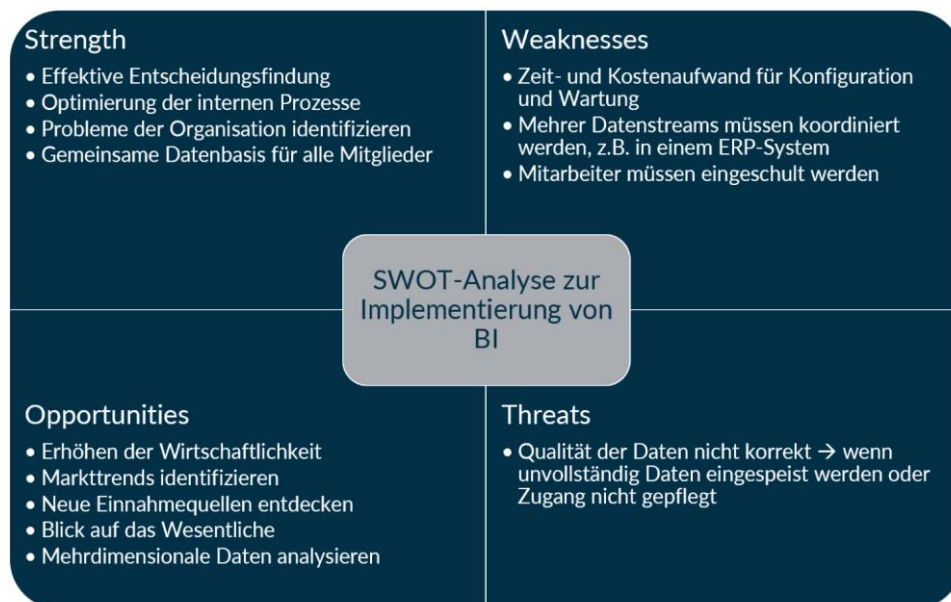 Strength
• Effektive Entscheidungsfindung
• Optimierung der internen Prozesse
• Probleme der Organisation identifizieren
• Gemeinsame Datenbasis für alle Mitglieder
Weaknesses
• Zeit- und Kostenaufwand für Konfiguration
und Wartung
• Mehrer Datenstreams müssen koordiniert
werden, z.B. in einem ERP-System
• Mitarbeiter müssen eingeschult werden
SWOT-Analyse zur
Implementierung von
BI
Opportunities
• Erhöhen der Wirtschaftlichkeit
• Markttrends identifizieren
• Neue Einnahmequellen entdecken
• Blick auf das Wesentliche
• Mehrdimensionale Daten analysieren
Threats
• Qualität der Daten nicht korrekt → wenn
unvollständig Daten eingespeist werden oder
Zugang nicht gepflegt